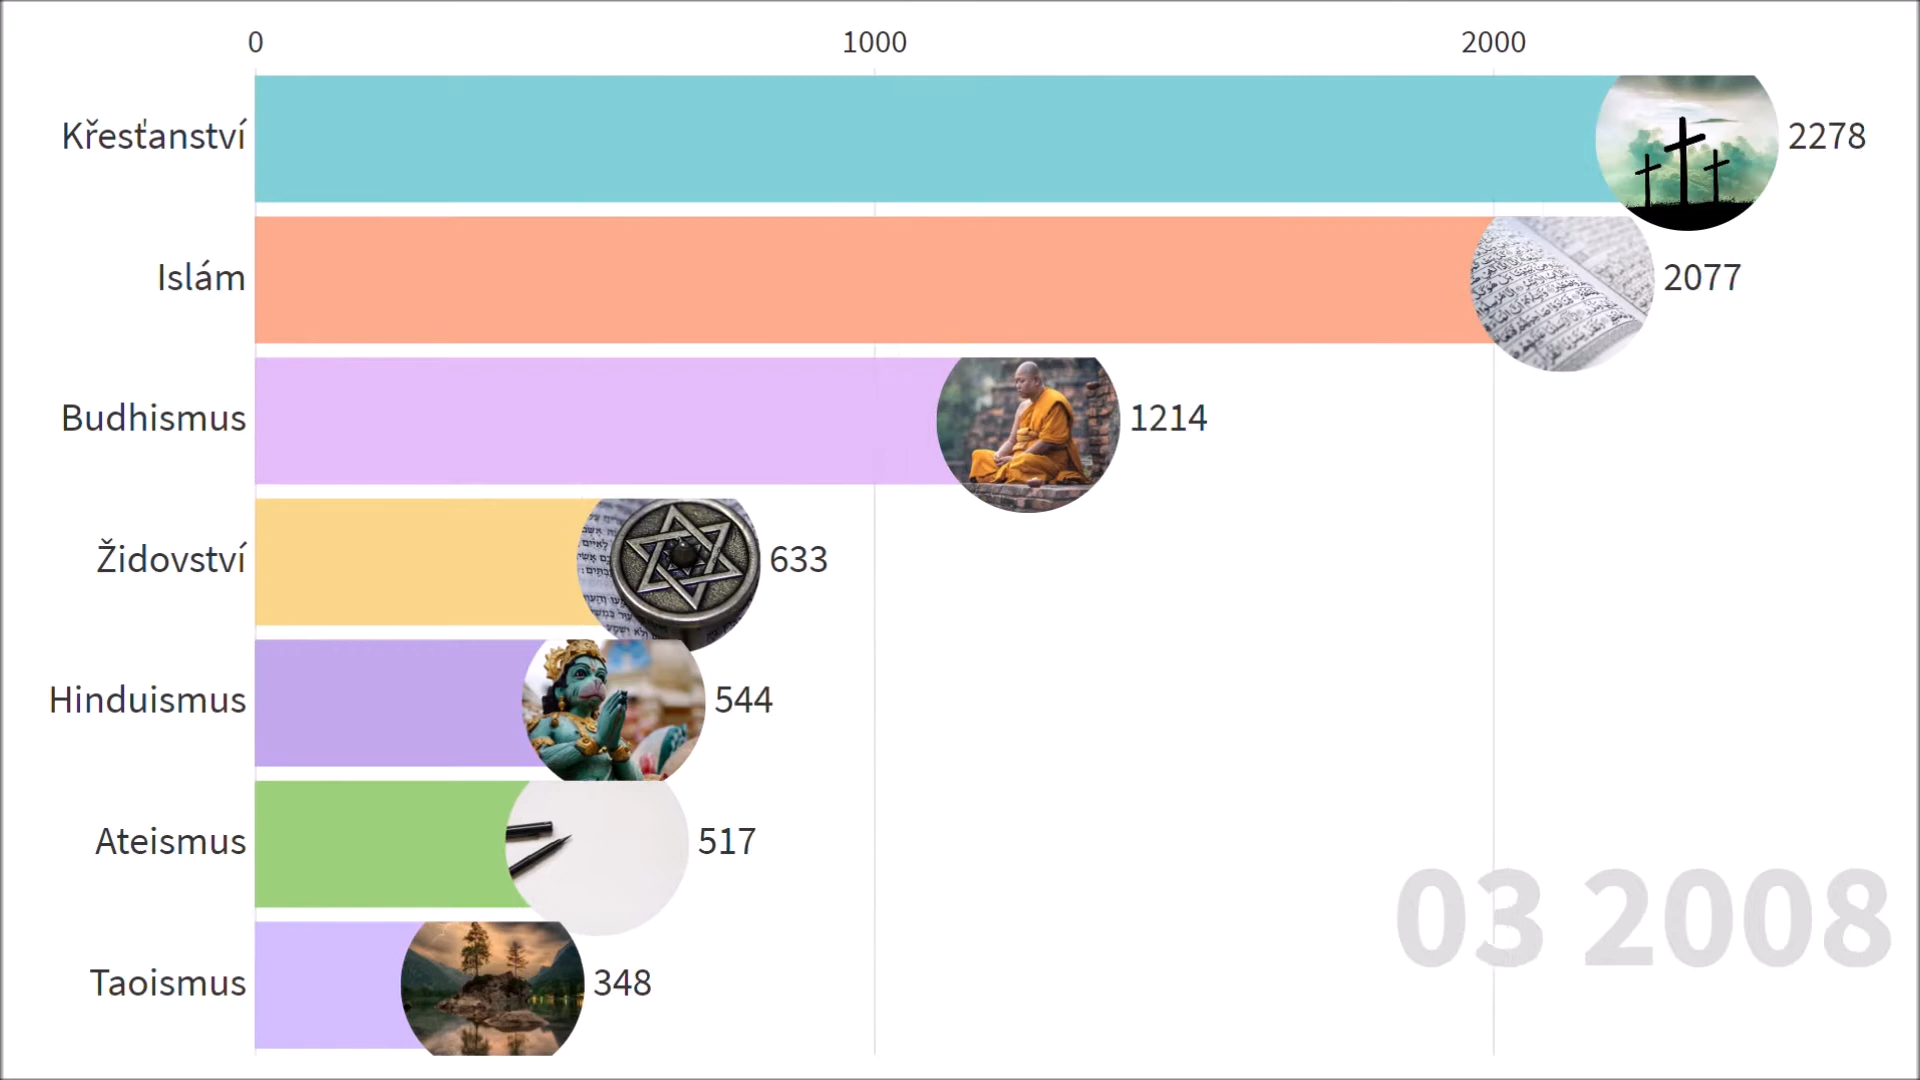 0 1000 2000
Křesťanství 2278
Islám 2077
Budhismus 1214
Židovství 633
Hinduismus 544
Ateismus 517
Taoismus 348
03 2008